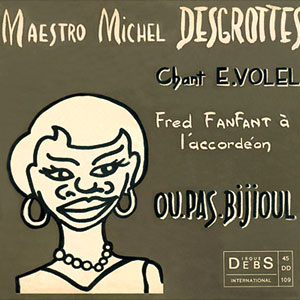 MAESTRO MICHEL DESGROTTES
Chant E.VOLEL
Fred FANFANT à
l'accordéon
OU.PAS.BIJIOUL
DISQUE
DEBS
INTERNATIONAL
45
DD
109